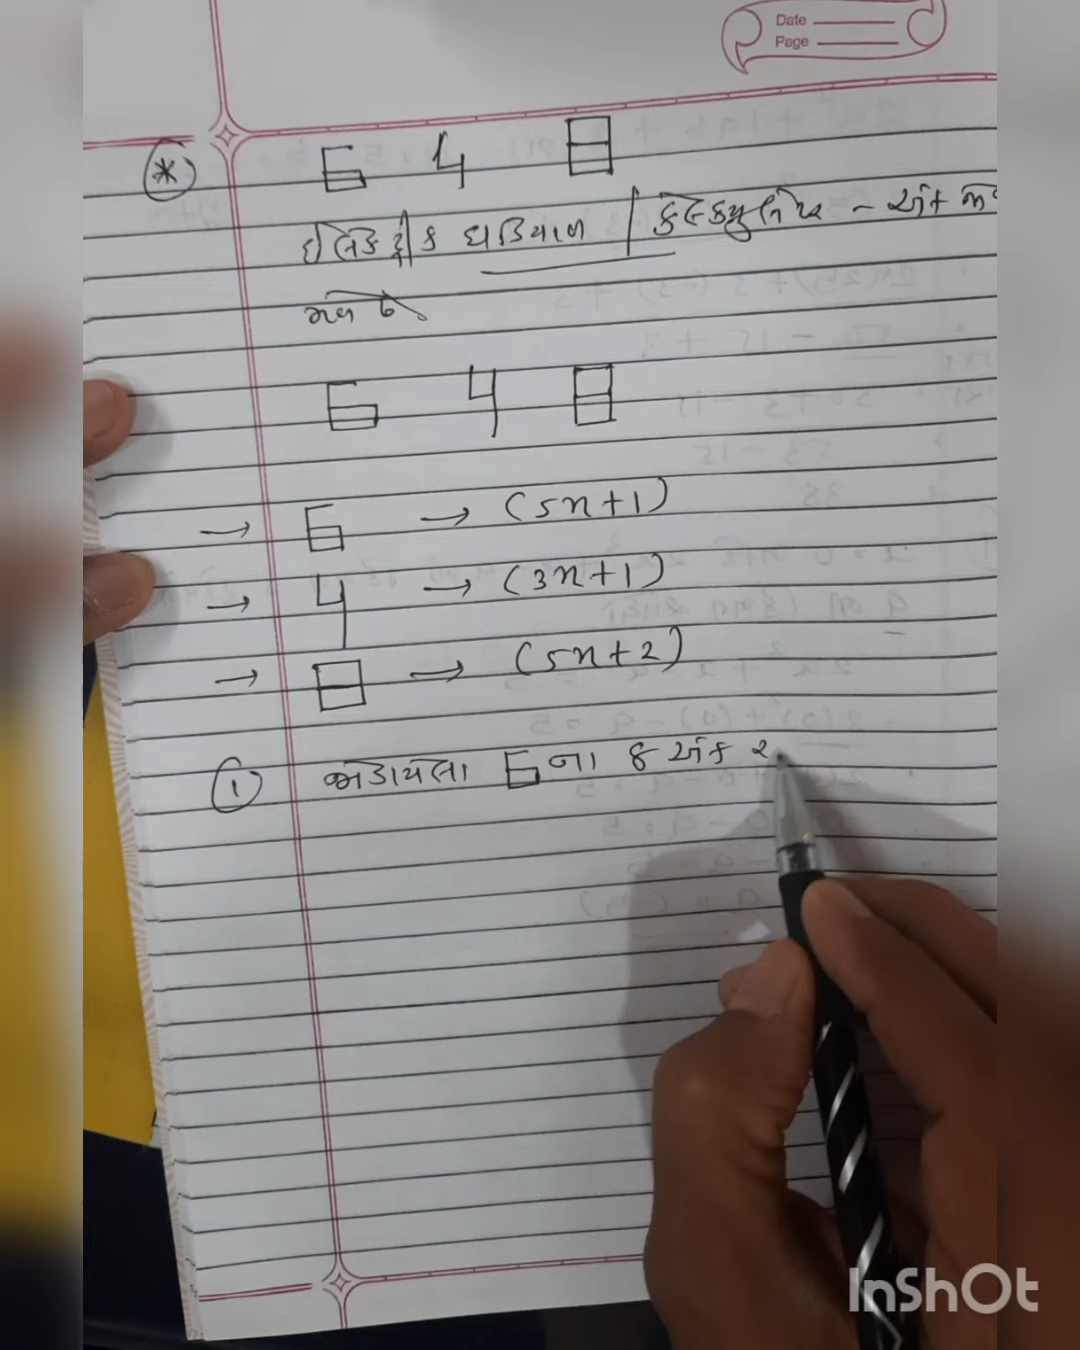 Date
Page
* 6 4 8
ઈલેક્ટ્રીક ઘડિયાળ / કેલ્ક્યુલેટર - અંક
6 4 8
→ 6 → (5n+1)
→ 4 → (3n+1)
→ 8 → (5n+2)
① જોડાયેલા 6ના 8 અંક ર
InShOt